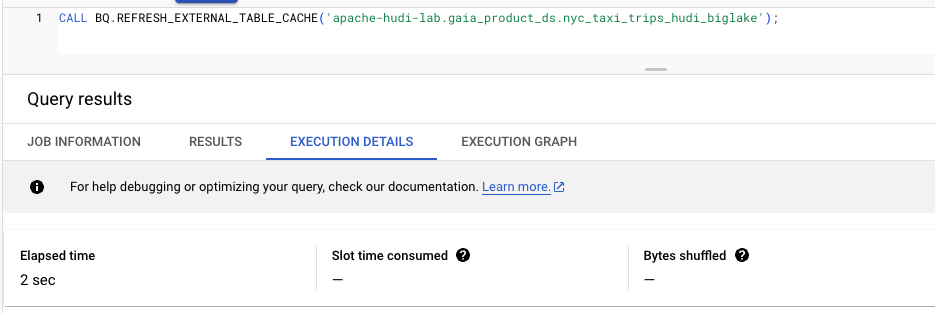 1 CALL BQ.REFRESH_EXTERNAL_TABLE_CACHE('apache-hudi-lab.gaia_product_ds.nyc_taxi_trips_hudi_biglake');
Query results
JOB INFORMATION RESULTS EXECUTION DETAILS EXECUTION GRAPH
For help debugging or optimizing your query, check our documentation. Learn more.
Elapsed time Slot time consumed Bytes shuffled
2 sec — —